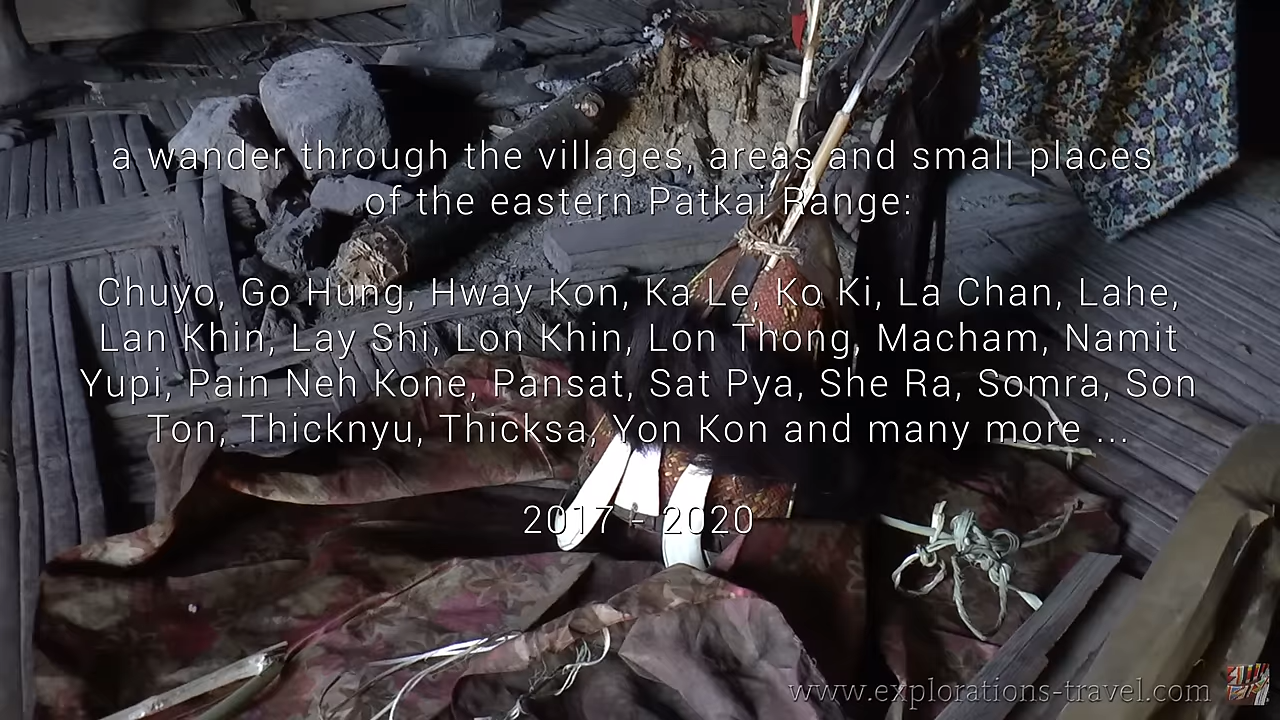 a wander through the villages, areas and small places
of the eastern Patkai Range:
Chuyo, Go Hung, Hway Kon, Ka Le, Ko Ki, La Chan, Lahe,
Lan Khin, Lay Shi, Lon Khin, Lon Thong, Macham, Namit
Yupi, Pain Neh Kone, Pansat, Sat Pya, She Ra, Somra, Son
Ton, Thicknyu, Thicksa, Yon Kon and many more ...
2017 - 2020
www.explorations-travel.com